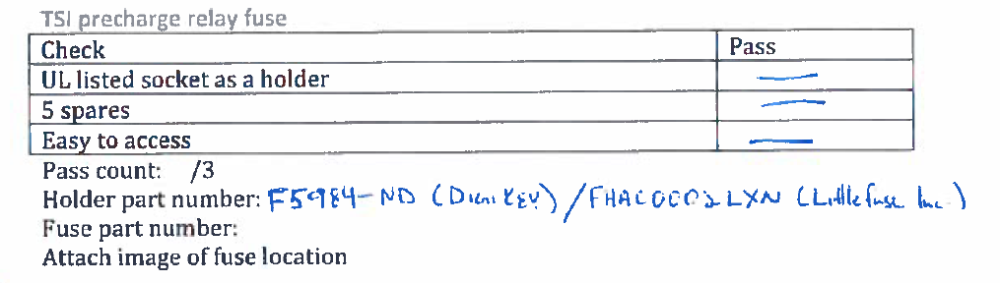 TSI precharge relay fuse
Check Pass
UL listed socket as a holder —
5 spares —
Easy to access —
Pass count: /3
Holder part number: F5984-ND (DigiKey) / (Littlefuse Inc.)
Fuse part number:
Attach image of fuse location